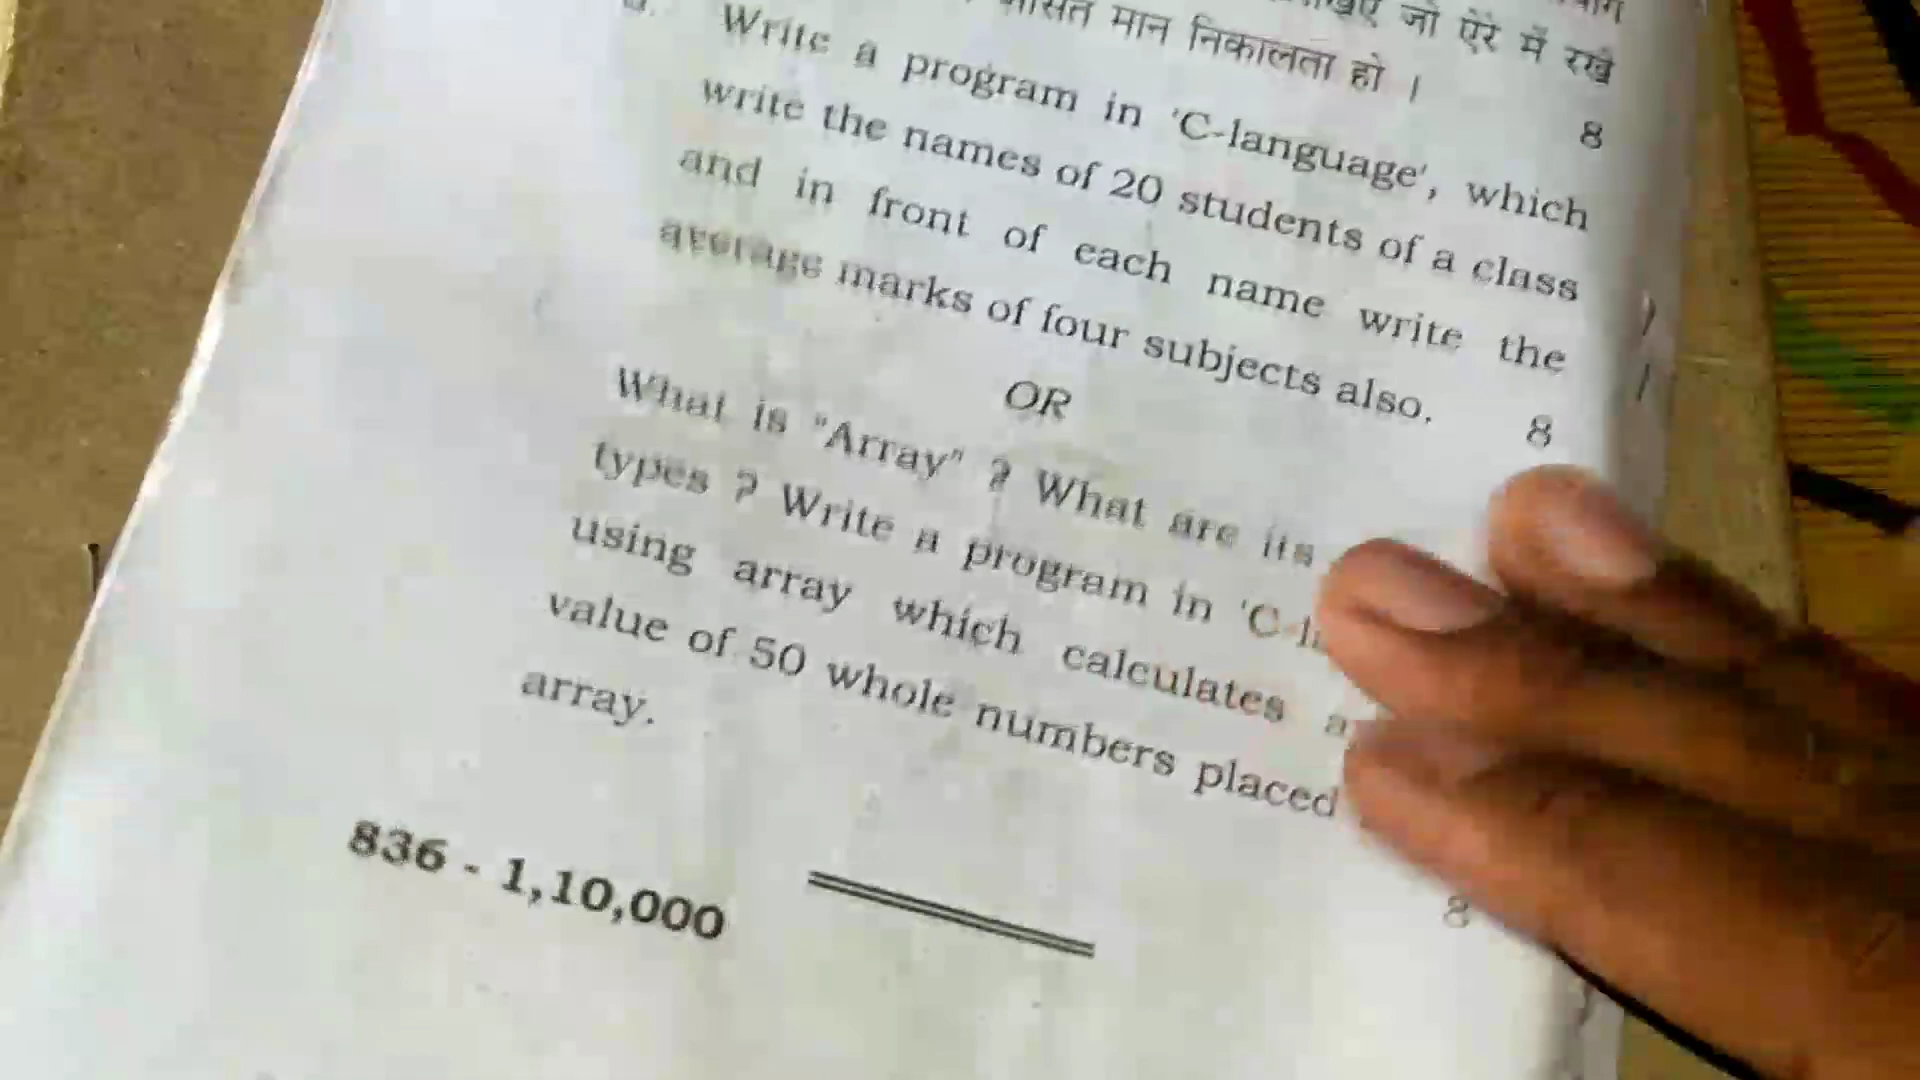 जो ऐरे में रखे
मान निकालता हो ।
8
Write a program in 'C-language', which
write the names of 20 students of a class
and in front of each name write the
average marks of four subjects also.
8
OR
What is "Array" ? What are its
types ? Write a program in 'C-
using array which calculates
value of 50 whole numbers placed
array.
8
836 - 1,10,000